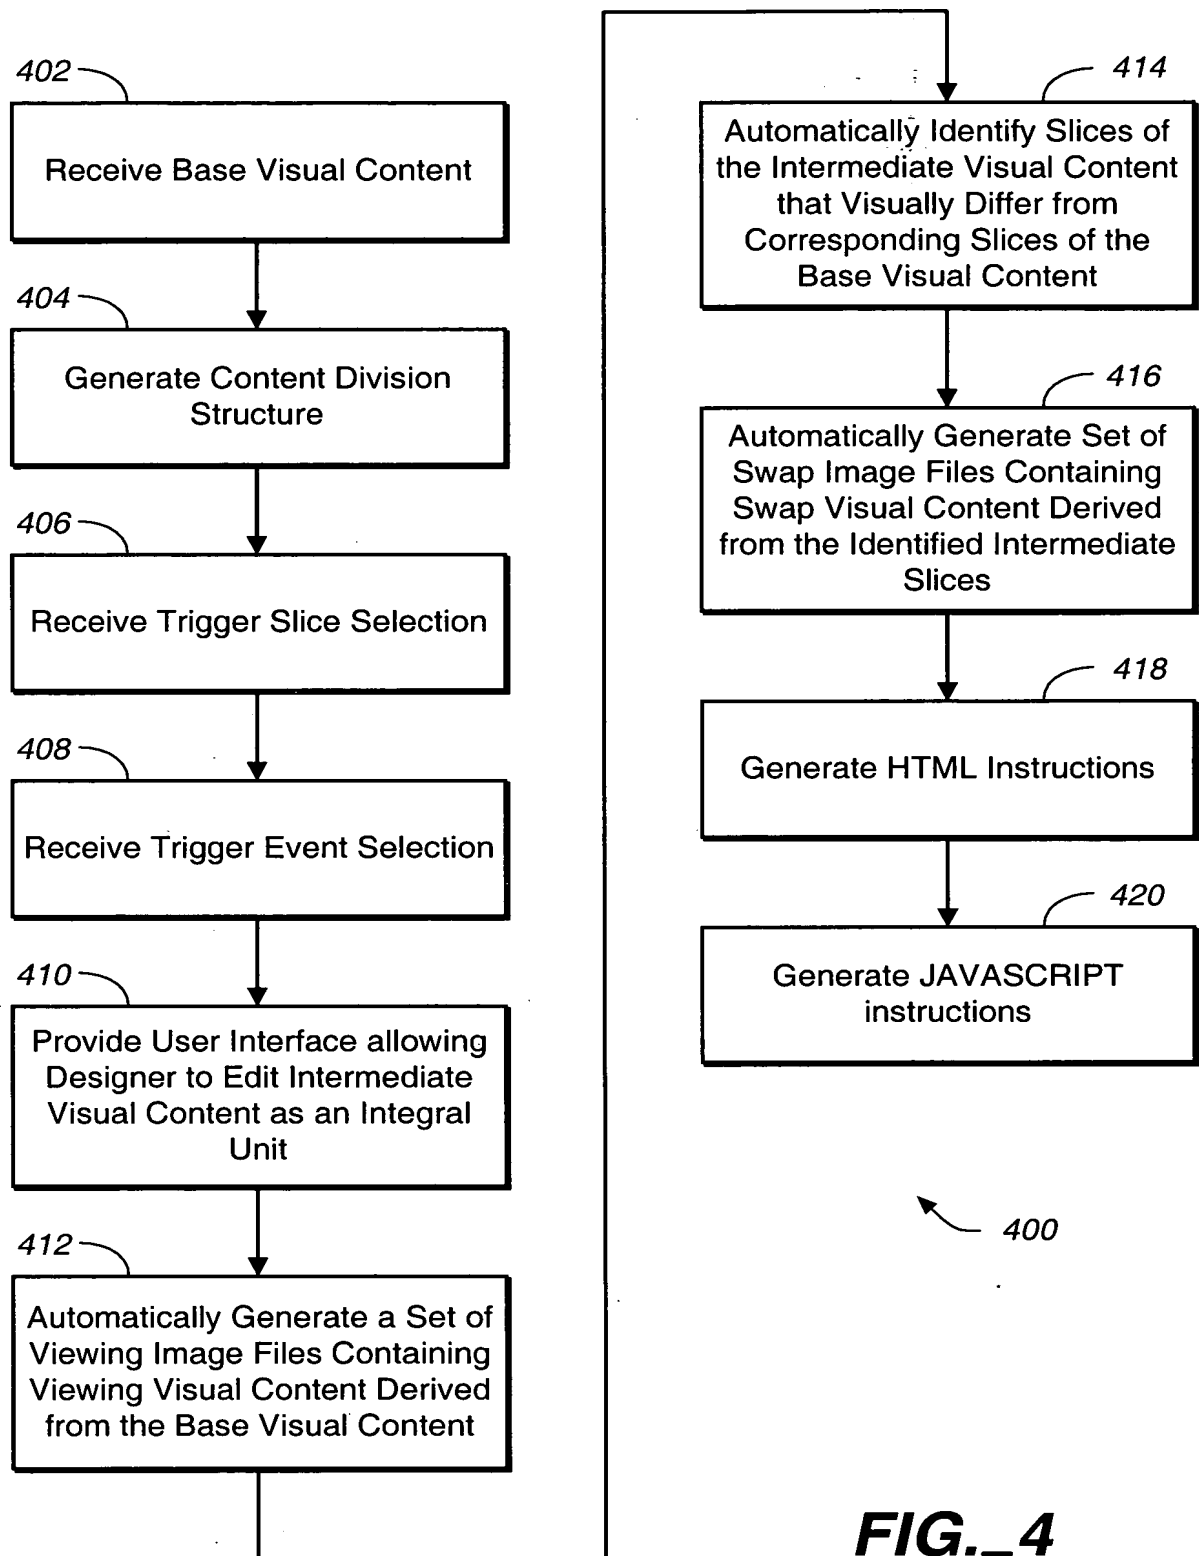 402
Receive Base Visual Content
404
Generate Content Division
Structure
406
Receive Trigger Slice Selection
408
Receive Trigger Event Selection
410
Provide User Interface allowing
Designer to Edit Intermediate
Visual Content as an Integral
Unit
412
Automatically Generate a Set of
Viewing Image Files Containing
Viewing Visual Content Derived
from the Base Visual Content
414
Automatically Identify Slices of
the Intermediate Visual Content
that Visually Differ from
Corresponding Slices of the
Base Visual Content
416
Automatically Generate Set of
Swap Image Files Containing
Swap Visual Content Derived
from the Identified Intermediate
Slices
418
Generate HTML Instructions
420
Generate JAVASCRIPT
instructions
400
FIG._4